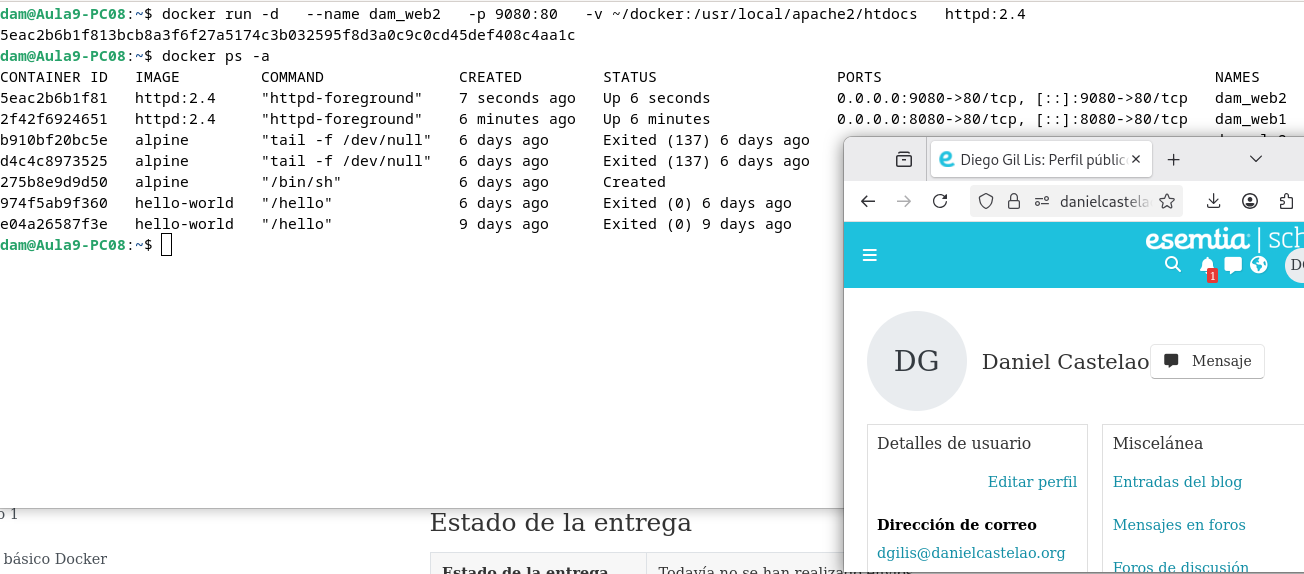 dam@Aula9-PC08:~$ docker run -d   --name dam_web2   -p 9080:80   -v ~/docker:/usr/local/apache2/htdocs   httpd:2.4
5eac2b6b1f813bcb8a3f6f27a5174c3b032595f8d3a0c9c0cd45def408c4aa1c
dam@Aula9-PC08:~$ docker ps -a
CONTAINER ID   IMAGE         COMMAND               CREATED         STATUS                    PORTS                                     NAMES
5eac2b6b1f81   httpd:2.4     "httpd-foreground"    7 seconds ago   Up 6 seconds              0.0.0.0:9080->80/tcp, [::]:9080->80/tcp   dam_web2
2f42f6924651   httpd:2.4     "httpd-foreground"    6 minutes ago   Up 6 minutes              0.0.0.0:8080->80/tcp, [::]:8080->80/tcp   dam_web1
b910bf20bc5e   alpine        "tail -f /dev/null"   6 days ago      Exited (137) 6 days ago
d4c4c8973525   alpine        "tail -f /dev/null"   6 days ago      Exited (137) 6 days ago
275b8e9d9d50   alpine        "/bin/sh"             6 days ago      Created
974f5ab9f360   hello-world   "/hello"              6 days ago      Exited (0) 6 days ago
e04a26587f3e   hello-world   "/hello"              9 days ago      Exited (0) 9 days ago
dam@Aula9-PC08:~$
Diego Gil Lis: Perfil públic
danielcastela
esemtia | sch
1
DG
DG
Daniel Castelao
Mensaje
Detalles de usuario
Editar perfil
Dirección de correo
dgilis@danielcastelao.org
Miscelánea
Entradas del blog
Mensajes en foros
Foros de discusión
o 1
básico Docker
Estado de la entrega
Estado de la entrega
Todavía no se han realizado envíos